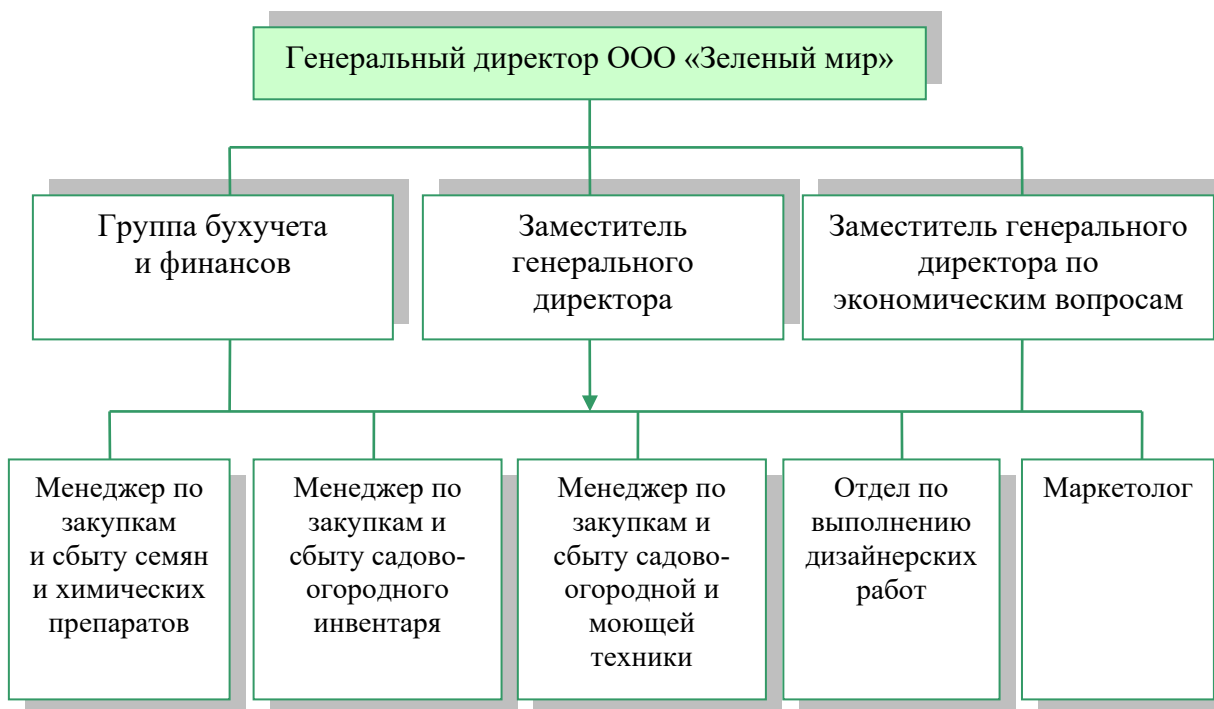 Генеральный директор ООО «Зеленый мир»
Группа бухучета
и финансов
Заместитель
генерального
директора
Заместитель генерального
директора по
экономическим вопросам
Менеджер по
закупкам
и сбыту семян
и химических
препаратов
Менеджер по
закупкам и
сбыту садово-
огородного
инвентаря
Менеджер по
закупкам и
сбыту садово-
огородной и
моющей
техники
Отдел по
выполнению
дизайнерских
работ
Маркетолог